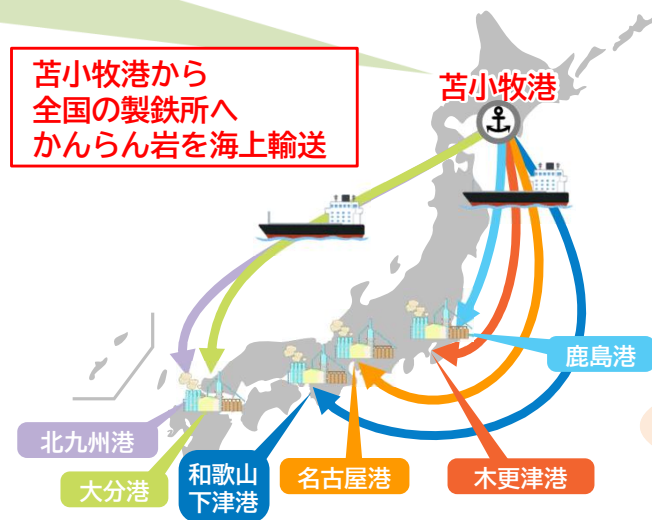 苫小牧港から
全国の製鉄所へ
かんらん岩を海上輸送
苫小牧港
鹿島港
北九州港
大分港
和歌山
下津港
名古屋港
木更津港